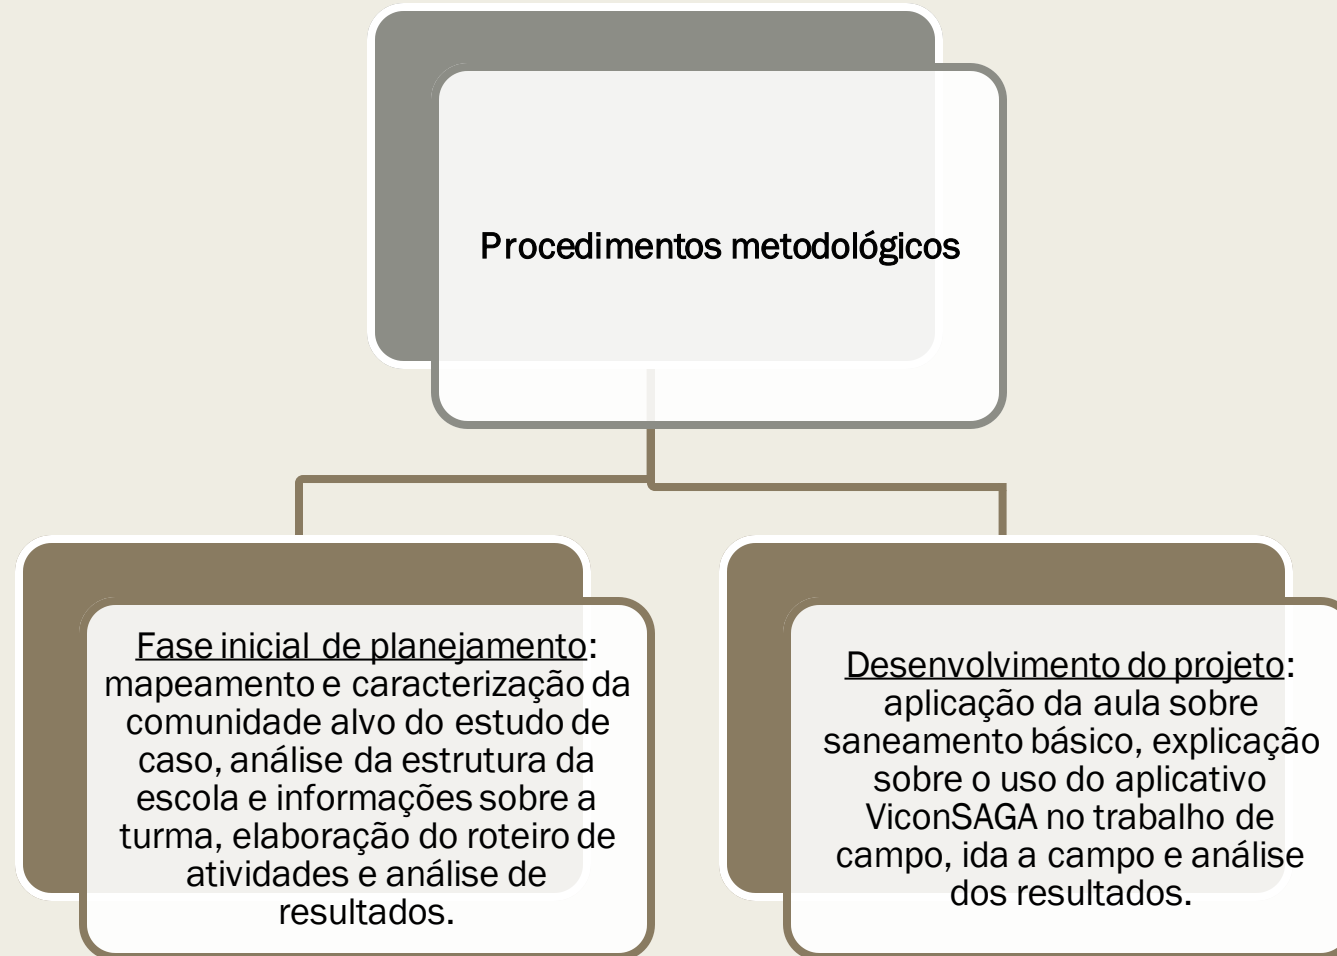 Procedimentos metodológicos
Fase inicial de planejamento:
mapeamento e caracterização da
comunidade alvo do estudo de
caso, análise da estrutura da
escola e informações sobre a
turma, elaboração do roteiro de
atividades e análise de
resultados.
Desenvolvimento do projeto:
aplicação da aula sobre
saneamento básico, explicação
sobre o uso do aplicativo
ViconSAGA no trabalho de
campo, ida a campo e análise
dos resultados.